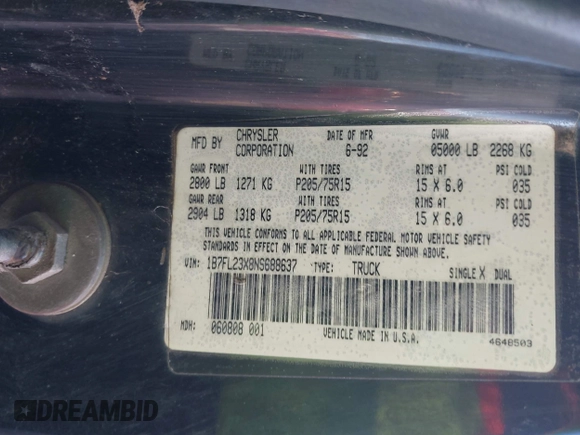 MFD BY CHRYSLER CORPORATION DATE OF MFR 6-92 GVWR 05000 LB 2268 KG
GAWR FRONT WITH TIRES RIMS AT PSI COLD
2800 LB 1271 KG P205/75R15 15 X 6.0 035
GAWR REAR WITH TIRES RIMS AT PSI COLD
2904 LB 1318 KG P205/75R15 15 X 6.0 035
THIS VEHICLE CONFORMS TO ALL APPLICABLE FEDERAL MOTOR VEHICLE SAFETY
STANDARDS IN EFFECT ON THE DATE OF MANUFACTURE SHOWN ABOVE.
VIN: 1B7FL23X8NS688637 TYPE: TRUCK SINGLE X DUAL
MDH: 060808 001 VEHICLE MADE IN U.S.A. 4648503
DREAMBID